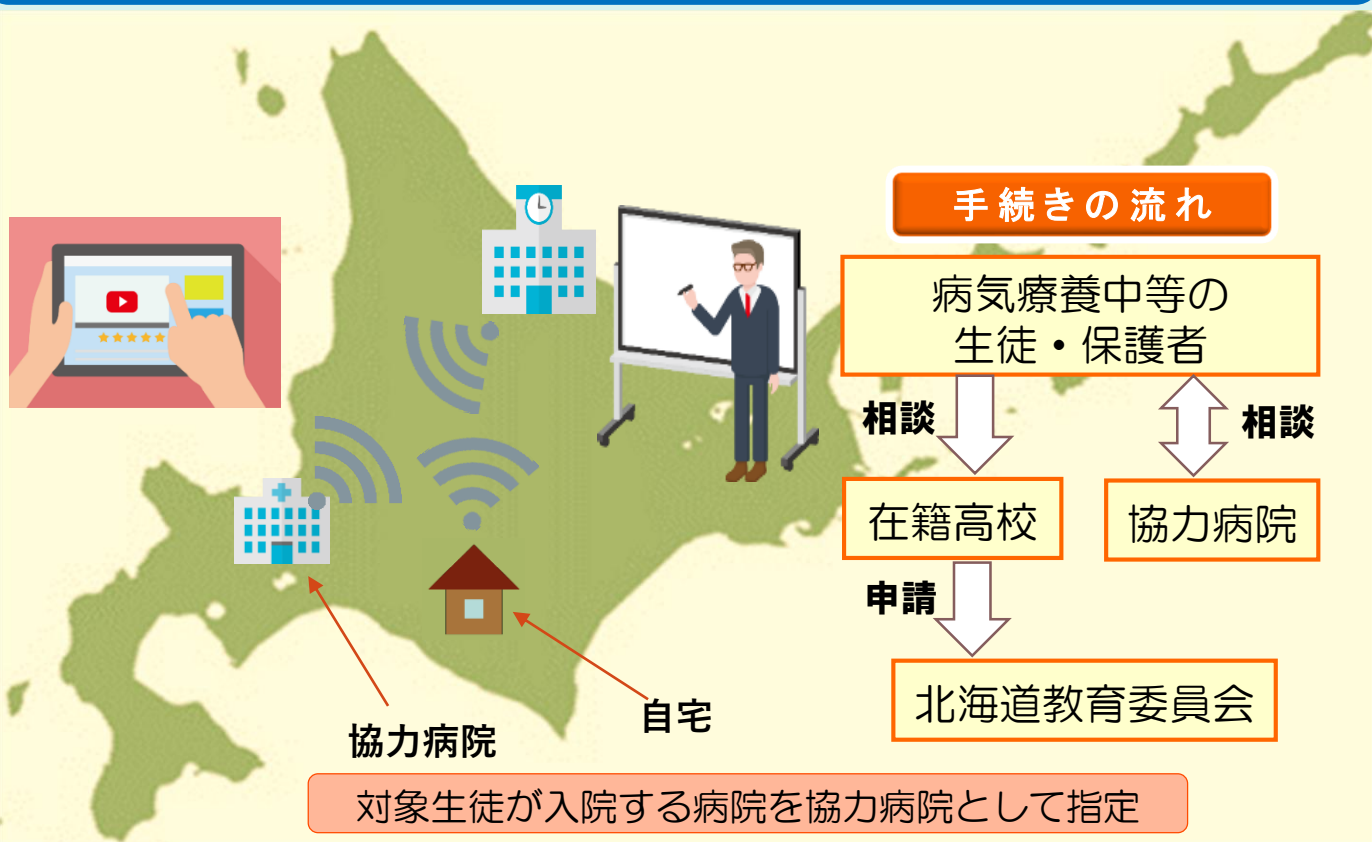 手続きの流れ
病気療養中等の
生徒・保護者
相談
相談
在籍高校
協力病院
申請
北海道教育委員会
自宅
協力病院
対象生徒が入院する病院を協力病院として指定